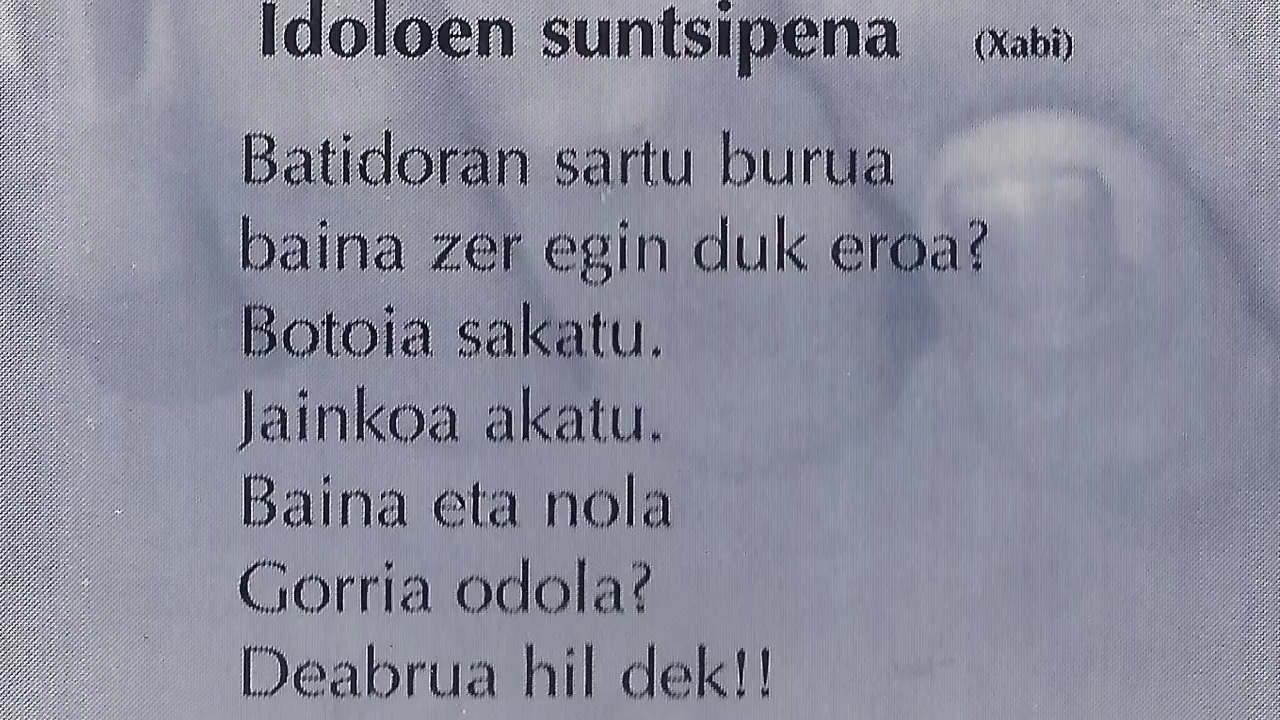 Idoloen suntsipena (Xabi)
Batidoran sartu burua
baina zer egin duk eroa?
Botoia sakatu.
Jainkoa akatu.
Baina eta nola
Gorria odola?
Deabrua hil dek!!